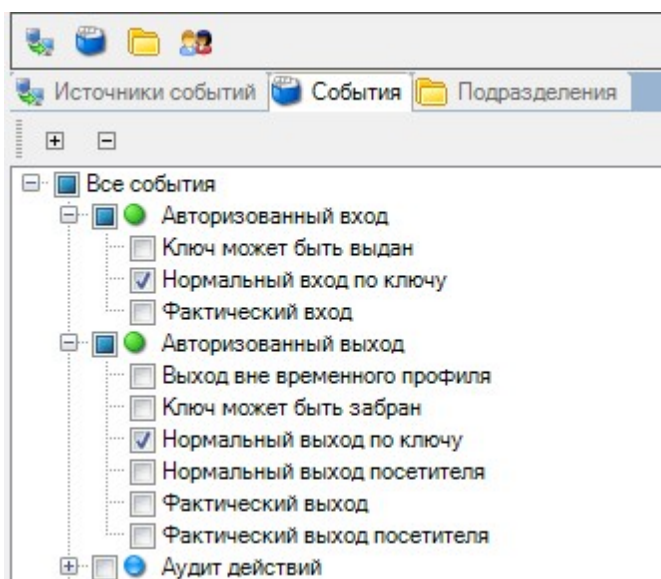 Источники событий События Подразделения
Все события
Авторизованный вход
Ключ может быть выдан
Нормальный вход по ключу
Фактический вход
Авторизованный выход
Выход вне временного профиля
Ключ может быть забран
Нормальный выход по ключу
Нормальный выход посетителя
Фактический выход
Фактический выход посетителя
Аудит действий